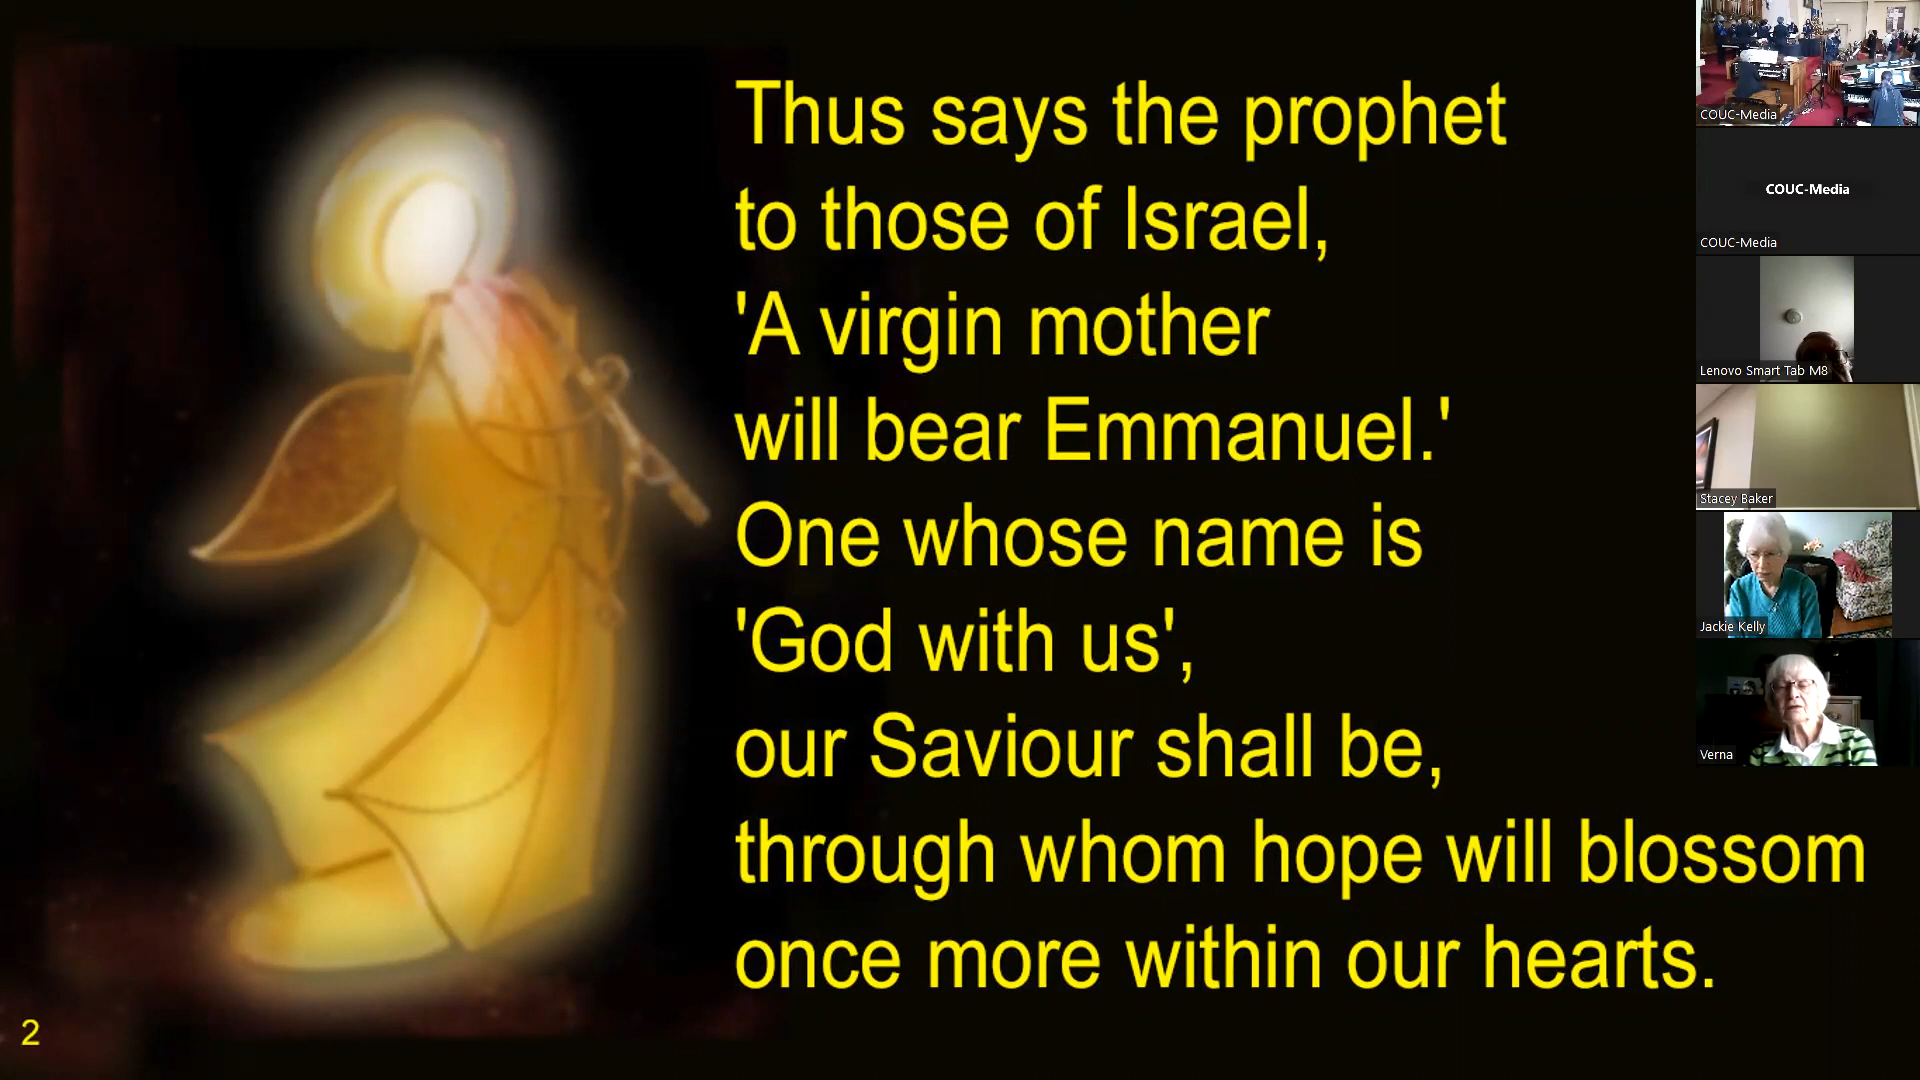 Thus says the prophet
to those of Israel,
'A virgin mother
will bear Emmanuel.'
One whose name is
'God with us',
our Saviour shall be,
through whom hope will blossom
once more within our hearts.
2
COUC-Media
COUC-Media
COUC-Media
Lenovo Smart Tab M8
Stacey Baker
Jackie Kelly
Verna